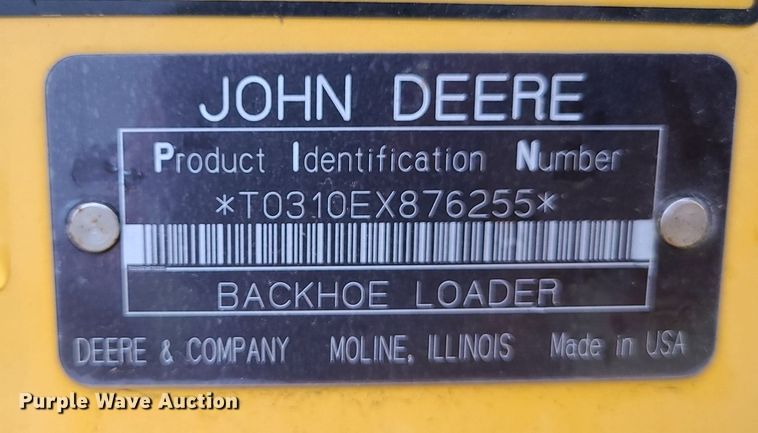 JOHN DEERE
Product Identification Number
*T0310EX876255*
BACKHOE LOADER
DEERE & COMPANY MOLINE, ILLINOIS Made in USA
Purple Wave Auction